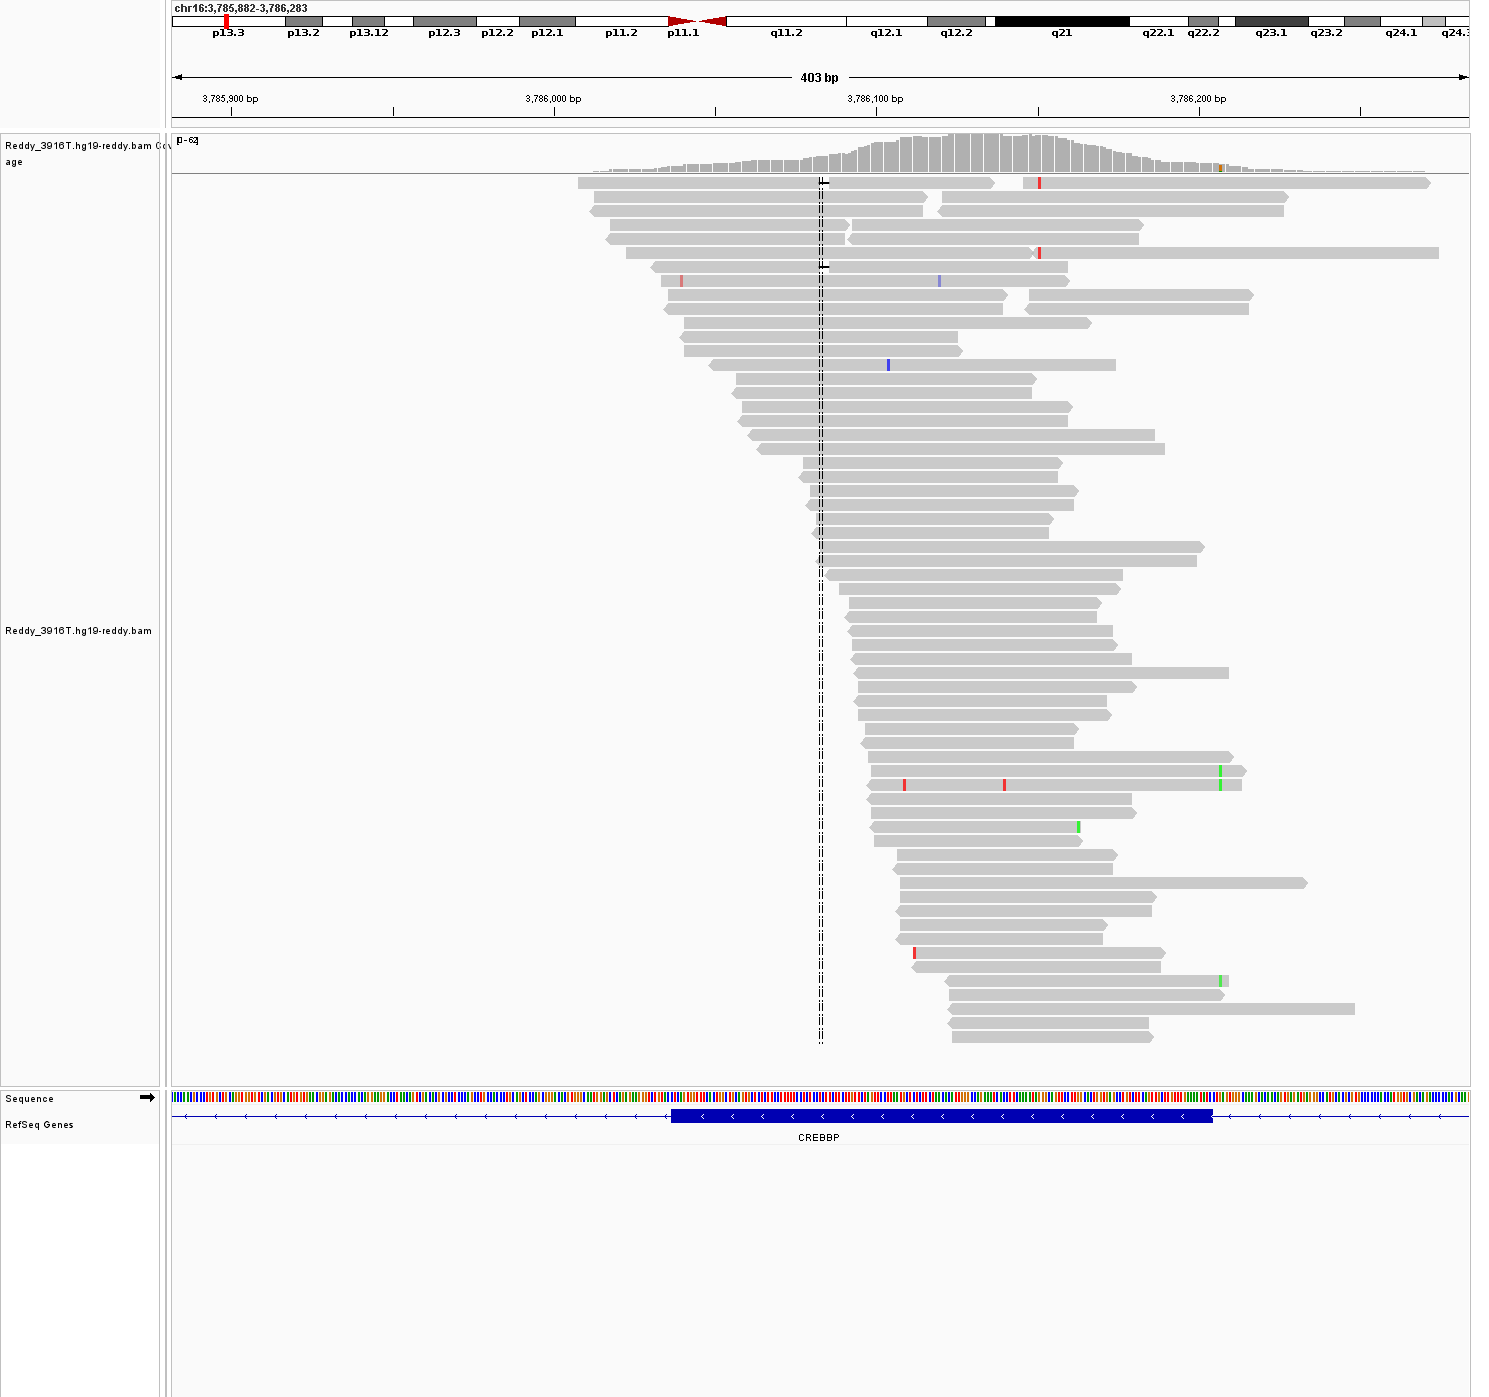 chr16:3,785,882-3,786,283
p13.3 p13.2 p13.12 p12.3 p12.2 p12.1 p11.2 p11.1 q11.2 q12.1 q12.2 q21 q22.1 q22.2 q23.1 q23.2 q24.1 q24.3
403 bp
3,785,900 bp 3,786,000 bp 3,786,100 bp 3,786,200 bp
Reddy_3916T.hg19-reddy.bam Cov
age
[0-62]
Reddy_3916T.hg19-reddy.bam
Sequence
RefSeq Genes
CREBBP